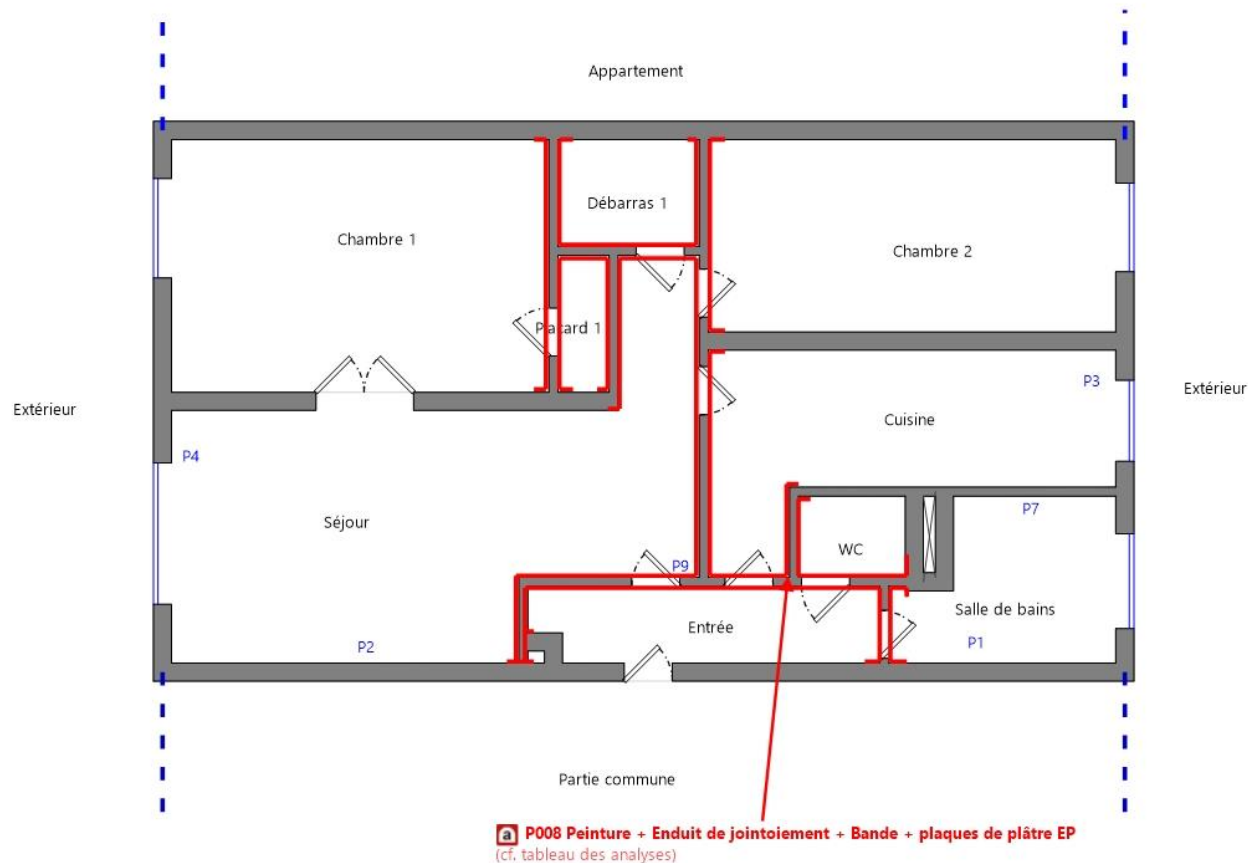 Appartement
Débarras 1
Chambre 1
Chambre 2
Placard 1
P3
Extérieur
Extérieur
Cuisine
P4
P7
Séjour
WC
P9
Salle de bains
Entrée
P1
P2
Partie commune
a P008 Peinture + Enduit de jointoiement + Bande + plaques de plâtre EP
(cf. tableau des analyses)